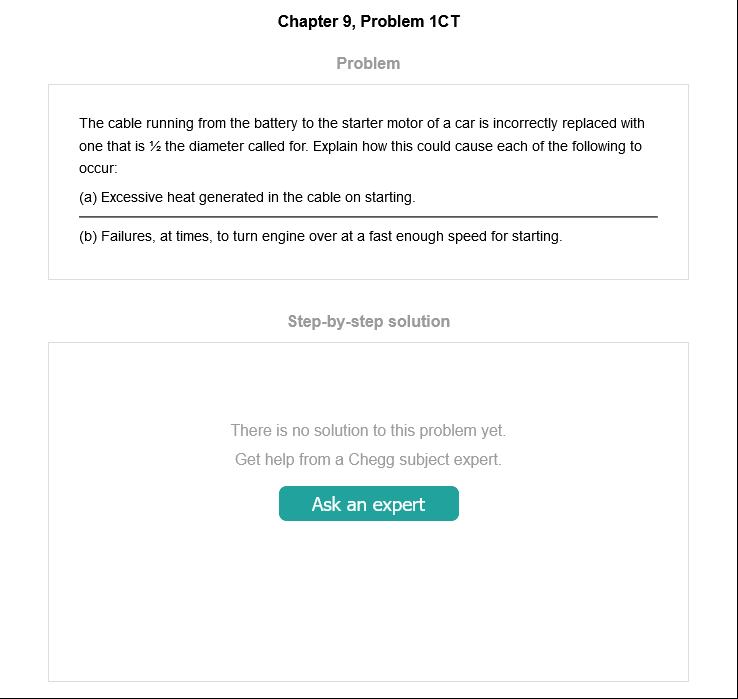 Chapter 9, Problem 1CT
Problem
The cable running from the battery to the starter motor of a car is incorrectly replaced with
one that is ½ the diameter called for. Explain how this could cause each of the following to
occur:
(a) Excessive heat generated in the cable on starting.
(b) Failures, at times, to turn engine over at a fast enough speed for starting.
Step-by-step solution
There is no solution to this problem yet.
Get help from a Chegg subject expert.
Ask an expert